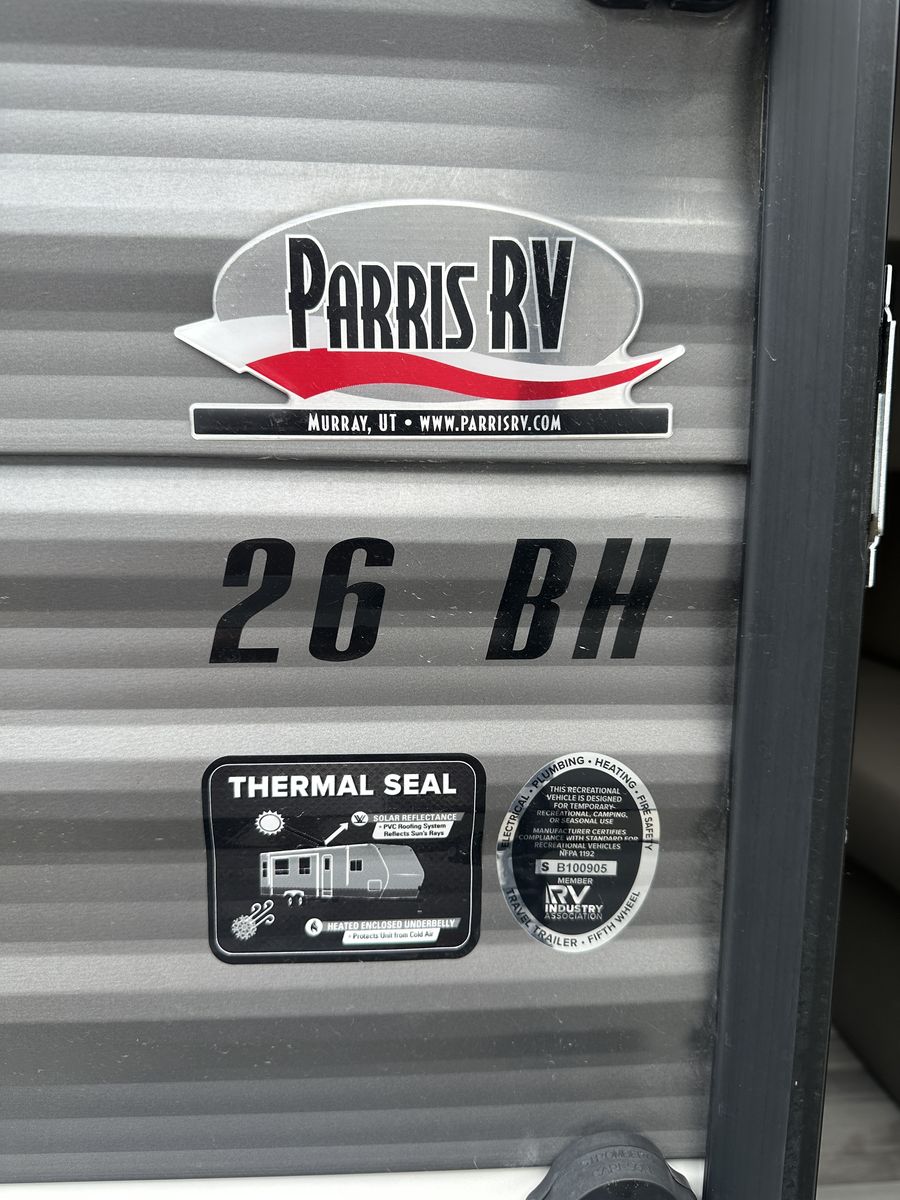 PARRIS RV
MURRAY, UT • WWW.PARRISRV.COM
26 BH
THERMAL SEAL
SOLAR REFLECTANCE
• PVC Roofing System
Reflects Sun's Rays
HEATED ENCLOSED UNDERBELLY
• Protects Unit from Cold Air
ELECTRICAL • PLUMBING • HEATING • FIRE SAFETY
THIS RECREATIONAL
VEHICLE IS DESIGNED
FOR TEMPORARY
RECREATIONAL, CAMPING,
OR SEASONAL USE
MANUFACTURER CERTIFIES
COMPLIANCE WITH STANDARD FOR
RECREATIONAL VEHICLES
NFPA 1192
S B100905
MEMBER
RV
INDUSTRY
ASSOCIATION
TRAVEL TRAILER • FIFTH WHEEL
STROMBERG
CARLSON